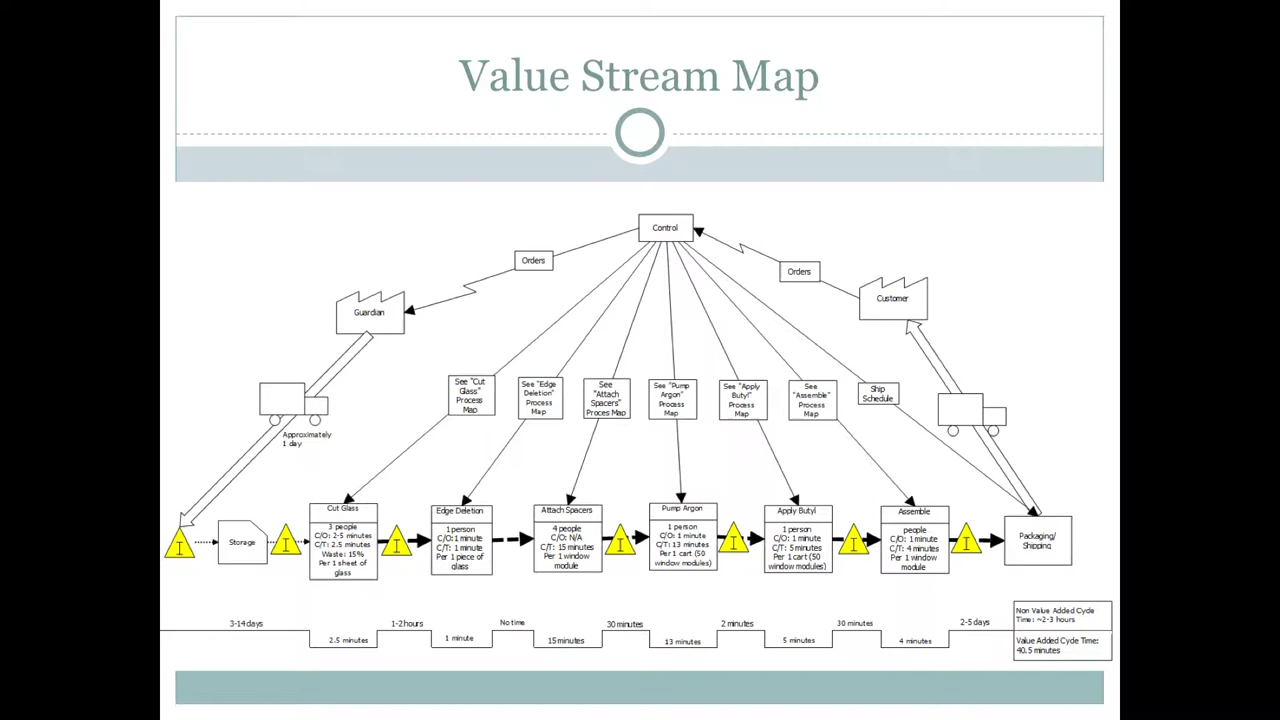 Value Stream Map
Control
Orders
Orders
Guardian
Customer
See "Cut
Glass"
Process
Map
See "Edge
Deletion"
Process
Map
See
"Attach
Spacers"
Proces Map
See "Pump
Argon"
Process
Map
See "Apply
Butyl"
Process
Map
See
"Assemble"
Process
Map
Ship
Schedule
Approximately
1 day
I
Storage
I
Cut Glass
3 people
C/O: 2-5 minutes
C/T: 2.5 minutes
Waste: 15%
Per 1 sheet of
glass
I
Edge Deletion
1 person
C/O:1 minute
C/T: 1 minute
Per 1 piece of
glass
Attach Spacers
4 people
C/O: N/A
C/T: 15 minutes
Per 1 window
module
I
Pump Argon
1 person
C/O: 1 minute
C/T: 13 minutes
Per 1 cart (50
window modules)
I
Apply Butyl
1 person
C/O: 1 minute
C/T: 5 minutes
Per 1 cart (50
window modules)
I
Assemble
people
C/O: 1minute
C/T: 4 minutes
Per 1 window
module
I
Packaging/
Shipping
3-14 days
1-2 hours
No time
30 minutes
2 minutes
30 minutes
2-5 days
2.5 minutes
1 minute
15 minutes
13 minutes
5 minutes
4 minutes
Non Value Added Cycle
Time: ~2-3 hours
Value Added Cycle Time:
40.5 minutes